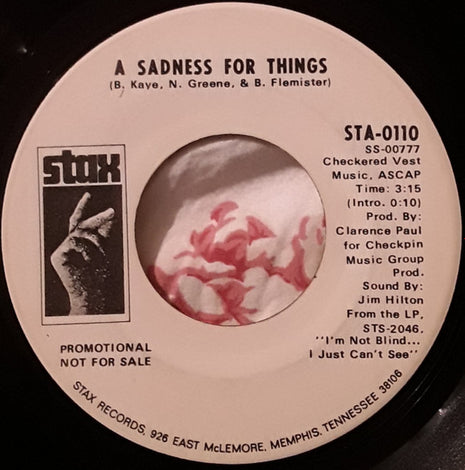 A SADNESS FOR THINGS
(B. Kaye, N. Greene, & B. Flemister)
STA-0110
SS-00777
Checkered Vest
Music, ASCAP
Time: 3:15
(Intro. 0:10)
Prod. By:
Clarence Paul
for Checkpin
Music Group
Prod.
Sound By:
Jim Hilton
From the LP,
STS-2046,
"I'm Not Blind...
I Just Can't See"
stax
PROMOTIONAL
NOT FOR SALE
STAX RECORDS, 926 EAST McLEMORE, MEMPHIS, TENNESSEE 38106